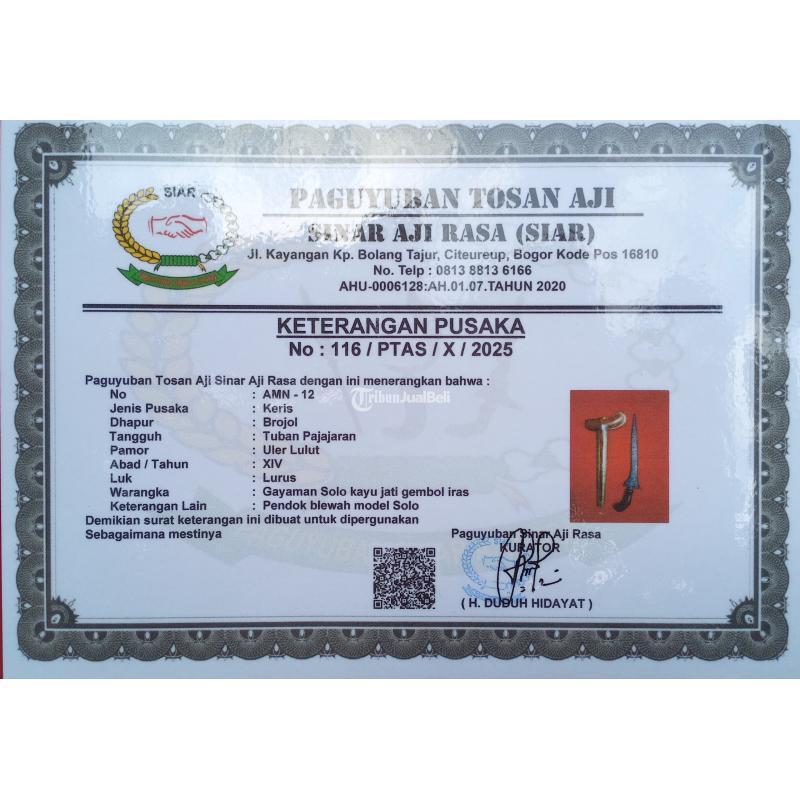 SIAR
PAGUYUBAN TOSAN AJI
SINAR AJI RASA (SIAR)
Jl. Kayangan Kp. Bolang Tajur, Citeureup, Bogor Kode Pos 16810
No. Telp : 0813 8813 6166
AHU-0006128:AH.01.07.TAHUN 2020
KETERANGAN PUSAKA
No : 116 / PTAS / X / 2025
Paguyuban Tosan Aji Sinar Aji Rasa dengan ini menerangkan bahwa :
No : AMN - 12
Jenis Pusaka : Keris
Dhapur : Brojol
Tangguh : Tuban Pajajaran
Pamor : Uler Lulut
Abad / Tahun : XIV
Luk : Lurus
Warangka : Gayaman Solo kayu jati gembol iras
Keterangan Lain : Pendok blewah model Solo
Demikian surat keterangan ini dibuat untuk dipergunakan
Sebagaimana mestinya
TribunJualBeli
Paguyuban Sinar Aji Rasa
KURATOR
( H. DUDUH HIDAYAT )